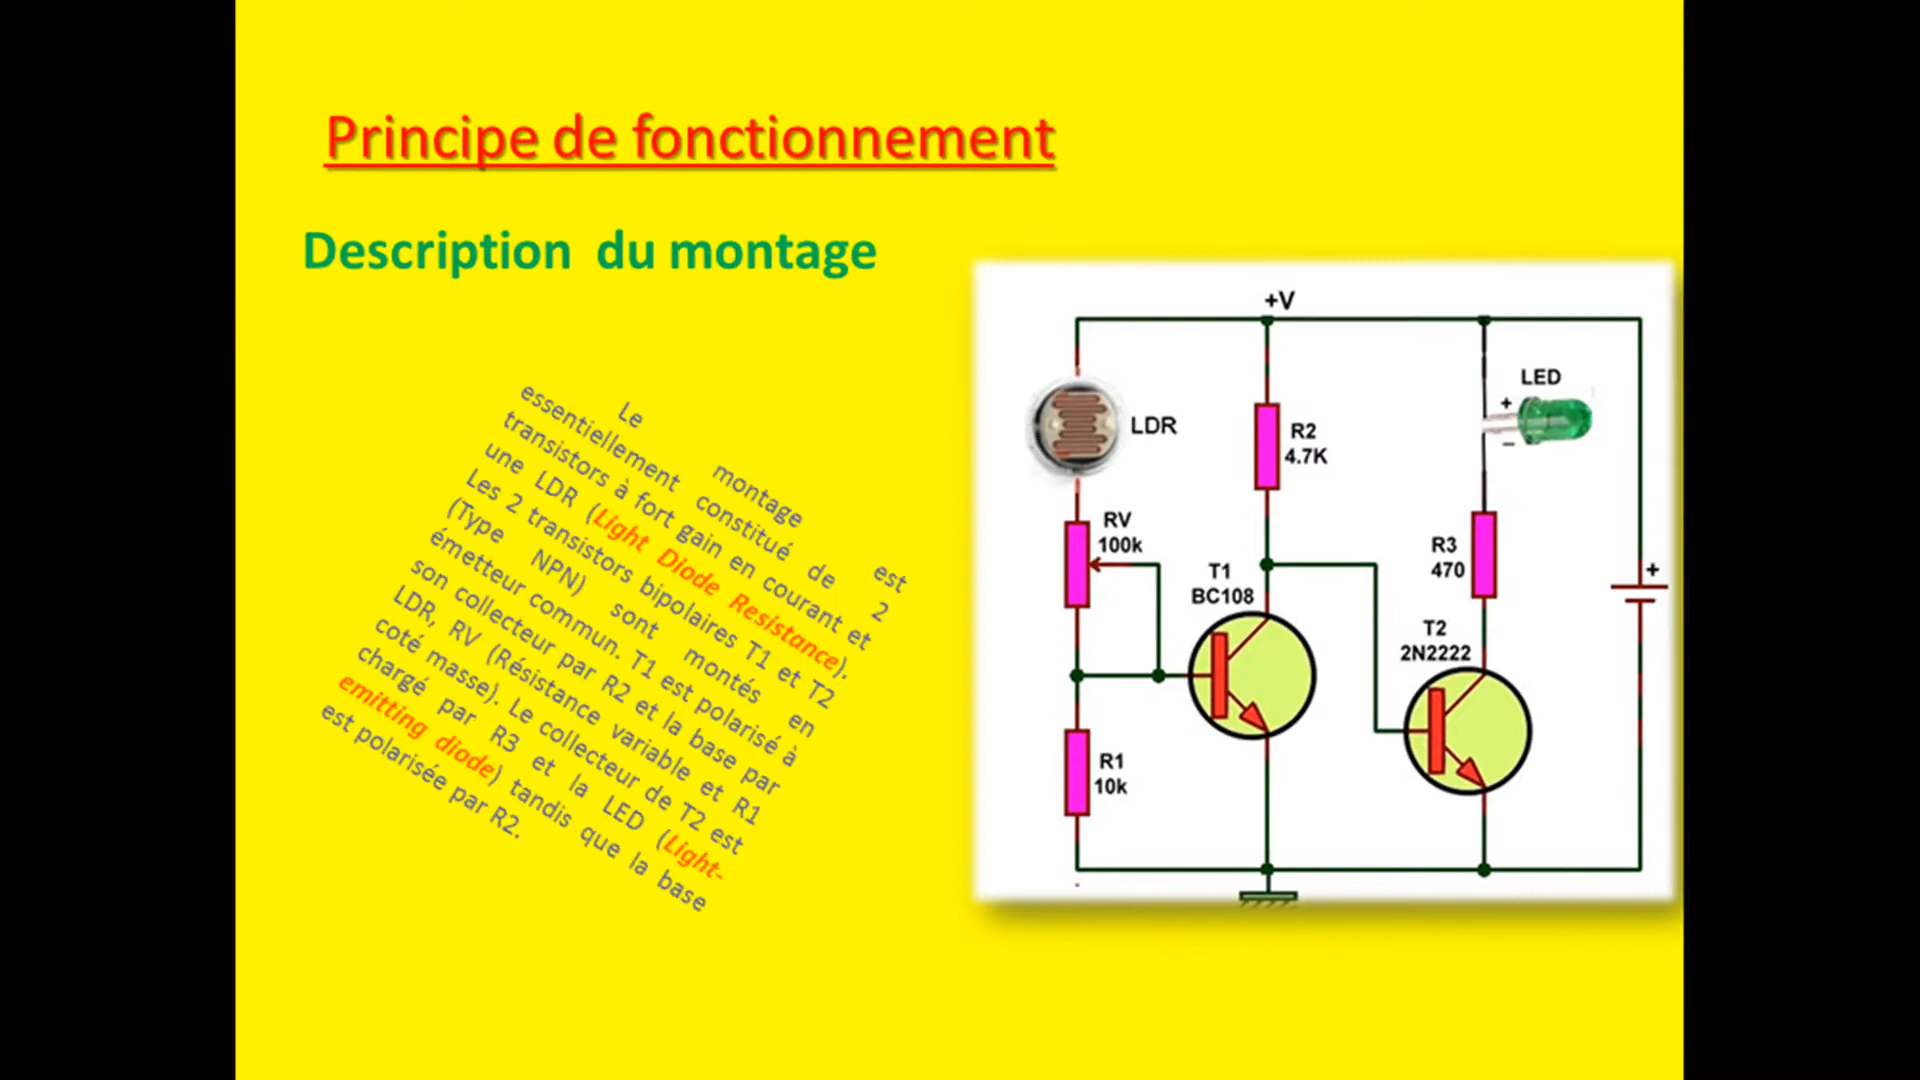 Principe de fonctionnement
Description du montage
Le montage est
essentiellement constitué de 2
transistors à fort gain en courant et
une LDR (Light Diode Resistance).
Les 2 transistors bipolaires T1 et T2
(Type NPN) sont montés en
émetteur commun. T1 est polarisé à
son collecteur par R2 et la base par
LDR, RV (Résistance variable et R1
coté masse). Le collecteur de T2 est
chargé par R3 et la LED (Light-
emitting diode) tandis que la base
est polarisée par R2.
+V
LED
+
−
LDR
R2
4.7K
RV
100k
R3
470
+
T1
BC108
T2
2N2222
R1
10k